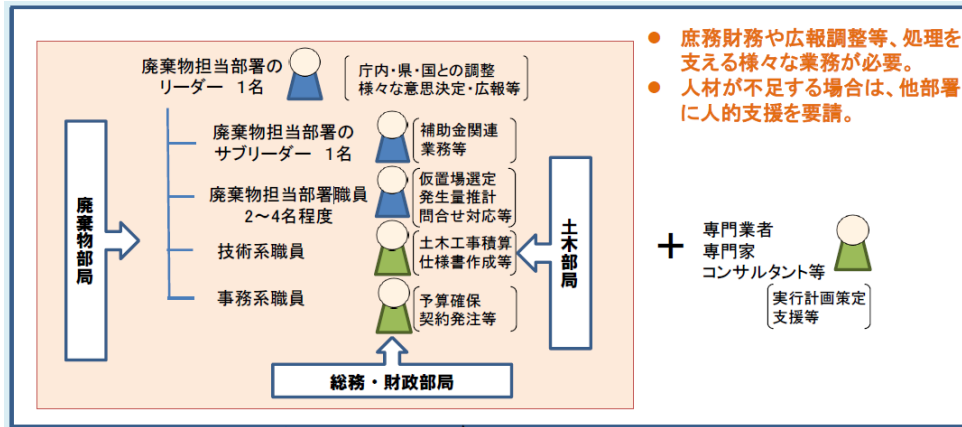 ● 庶務財務や広報調整等、処理を
支える様々な業務が必要。
● 人材が不足する場合は、他部署
に人的支援を要請。
廃棄物担当部署の
リーダー 1名
庁内・県・国との調整
様々な意思決定・広報等
廃棄物担当部署の
サブリーダー 1名
補助金関連
業務等
廃棄物担当部署職員
2~4名程度
仮置場選定
発生量推計
問合せ対応等
技術系職員
土木工事積算
仕様書作成等
事務系職員
予算確保
契約発注等
廃棄物部局
土木部局
総務・財政部局
+
専門業者
専門家
コンサルタント等
実行計画策定
支援等